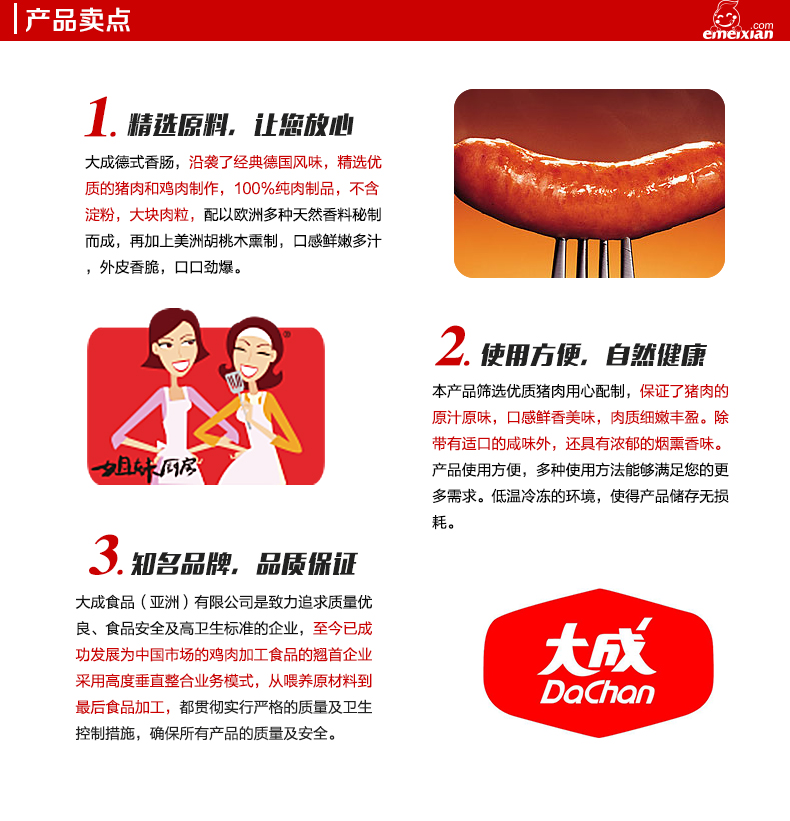 产品卖点
emeixian.com
1. 精选原料，让您放心
大成德式香肠，沿袭了经典德国风味，精选优
质的猪肉和鸡肉制作，100%纯肉制品，不含
淀粉，大块肉粒，配以欧洲多种天然香料秘制
而成，再加上美洲胡桃木熏制，口感鲜嫩多汁
，外皮香脆，口口劲爆。
姐妹厨房
®
2. 使用方便，自然健康
本产品筛选优质猪肉用心配制，保证了猪肉的
原汁原味，口感鲜香美味，肉质细嫩丰盈。除
带有适口的咸味外，还具有浓郁的烟熏香味。
产品使用方便，多种使用方法能够满足您的更
多需求。低温冷冻的环境，使得产品储存无损
耗。
3. 知名品牌，品质保证
大成食品（亚洲）有限公司是致力追求质量优
良、食品安全及高卫生标准的企业，至今已成
功发展为中国市场的鸡肉加工食品的翘首企业
采用高度垂直整合业务模式，从喂养原材料到
最后食品加工，都贯彻实行严格的质量及卫生
控制措施，确保所有产品的质量及安全。
大成
DaChan